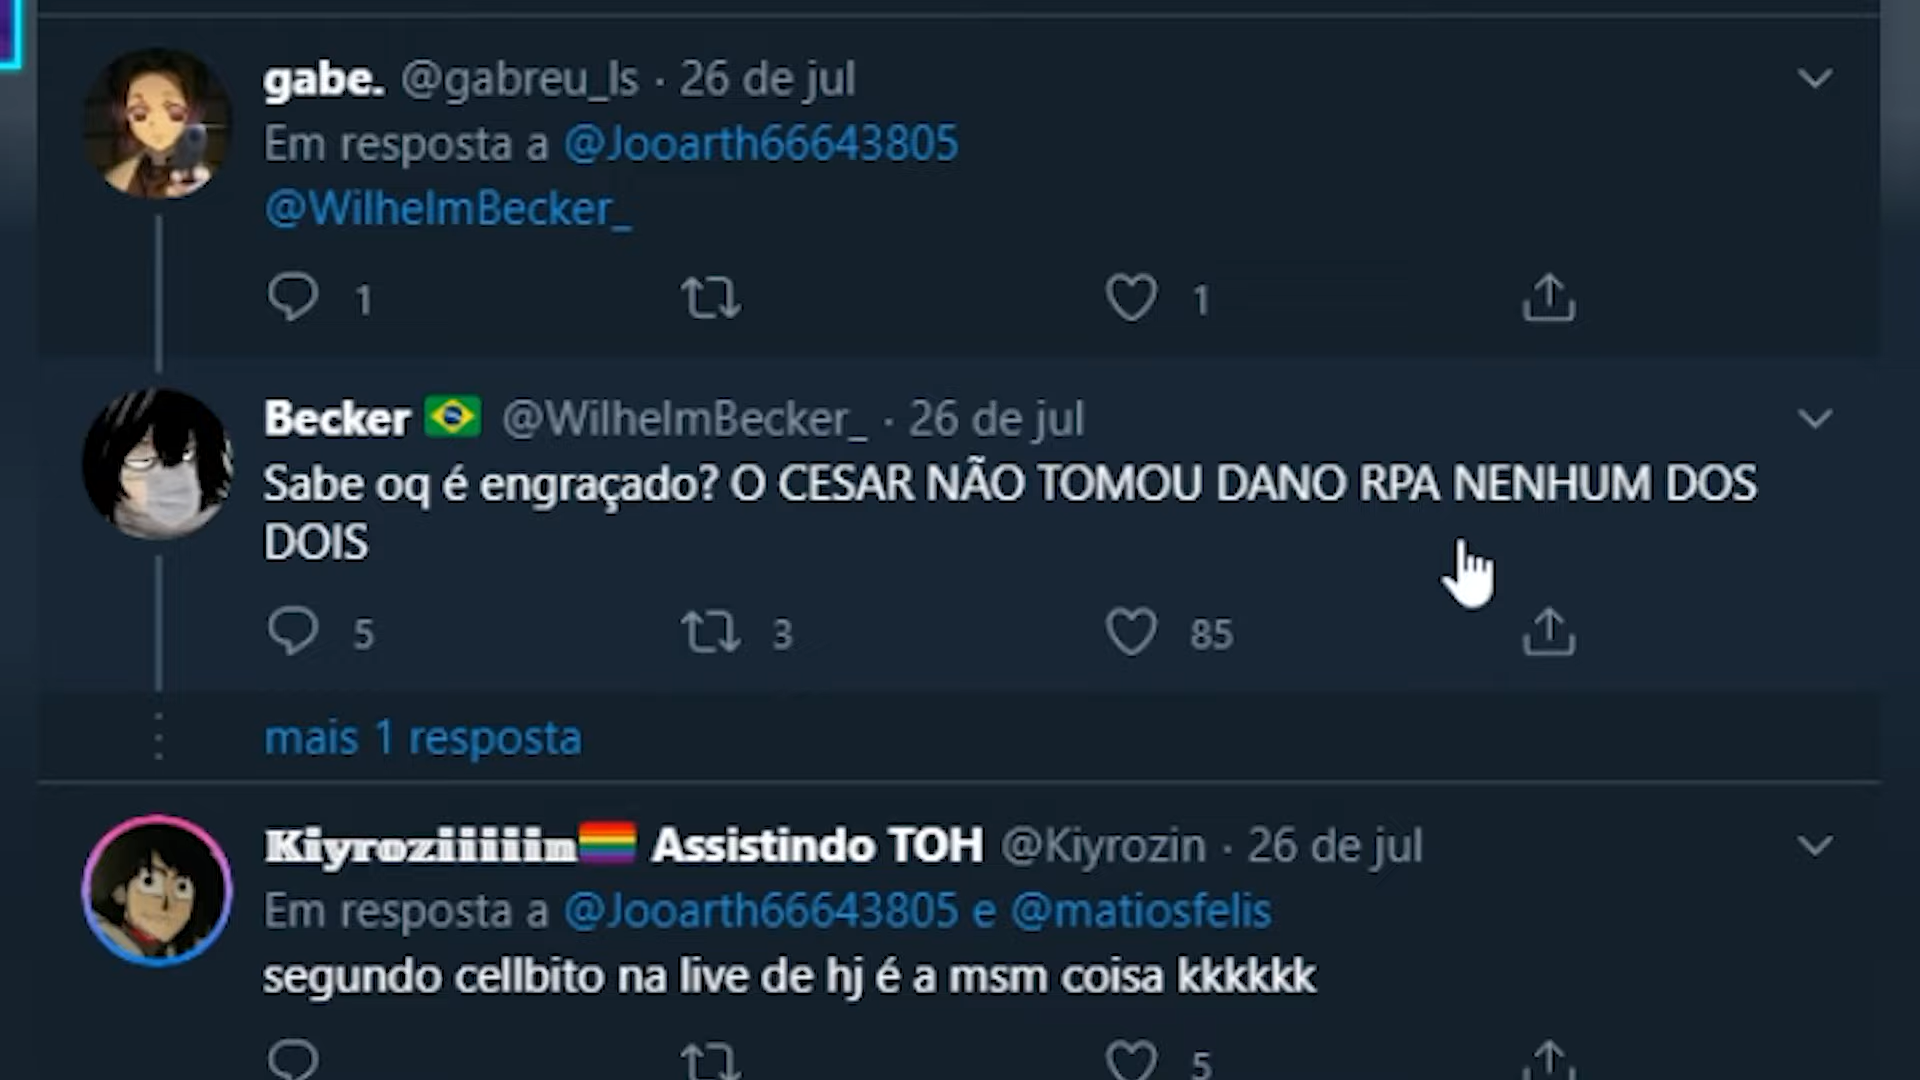 gabe. @gabreu_ls · 26 de jul
Em resposta a @Jooarth66643805
@WilhelmBecker_
1 1
Becker 🇧🇷 @WilhelmBecker_ · 26 de jul
Sabe oq é engraçado? O CESAR NÃO TOMOU DANO RPA NENHUM DOS
DOIS
5 3 85
mais 1 resposta
Kiyroziiiiin🏳️‍🌈 Assistindo TOH @Kiyrozin · 26 de jul
Em resposta a @Jooarth66643805 e @matiosfelis
segundo cellbito na live de hj é a msm coisa kkkkkk
5